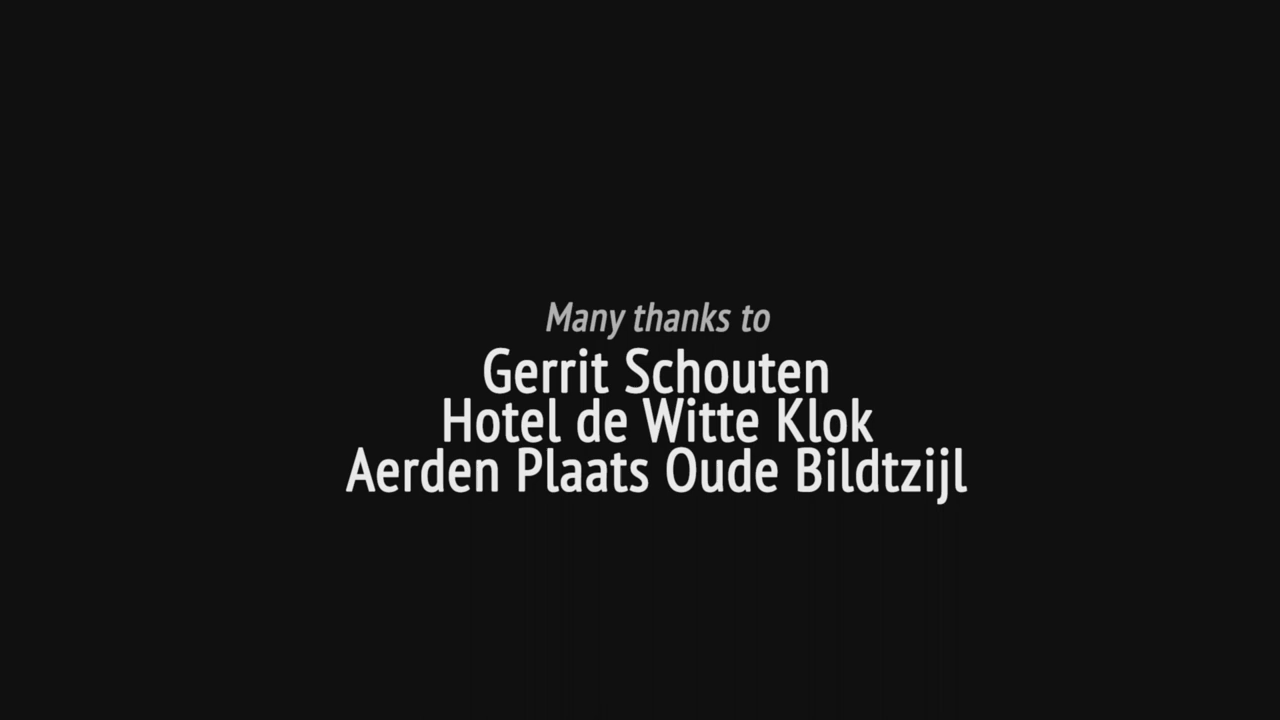 Many thanks to
Gerrit Schouten
Hotel de Witte Klok
Aerden Plaats Oude Bildtzijl